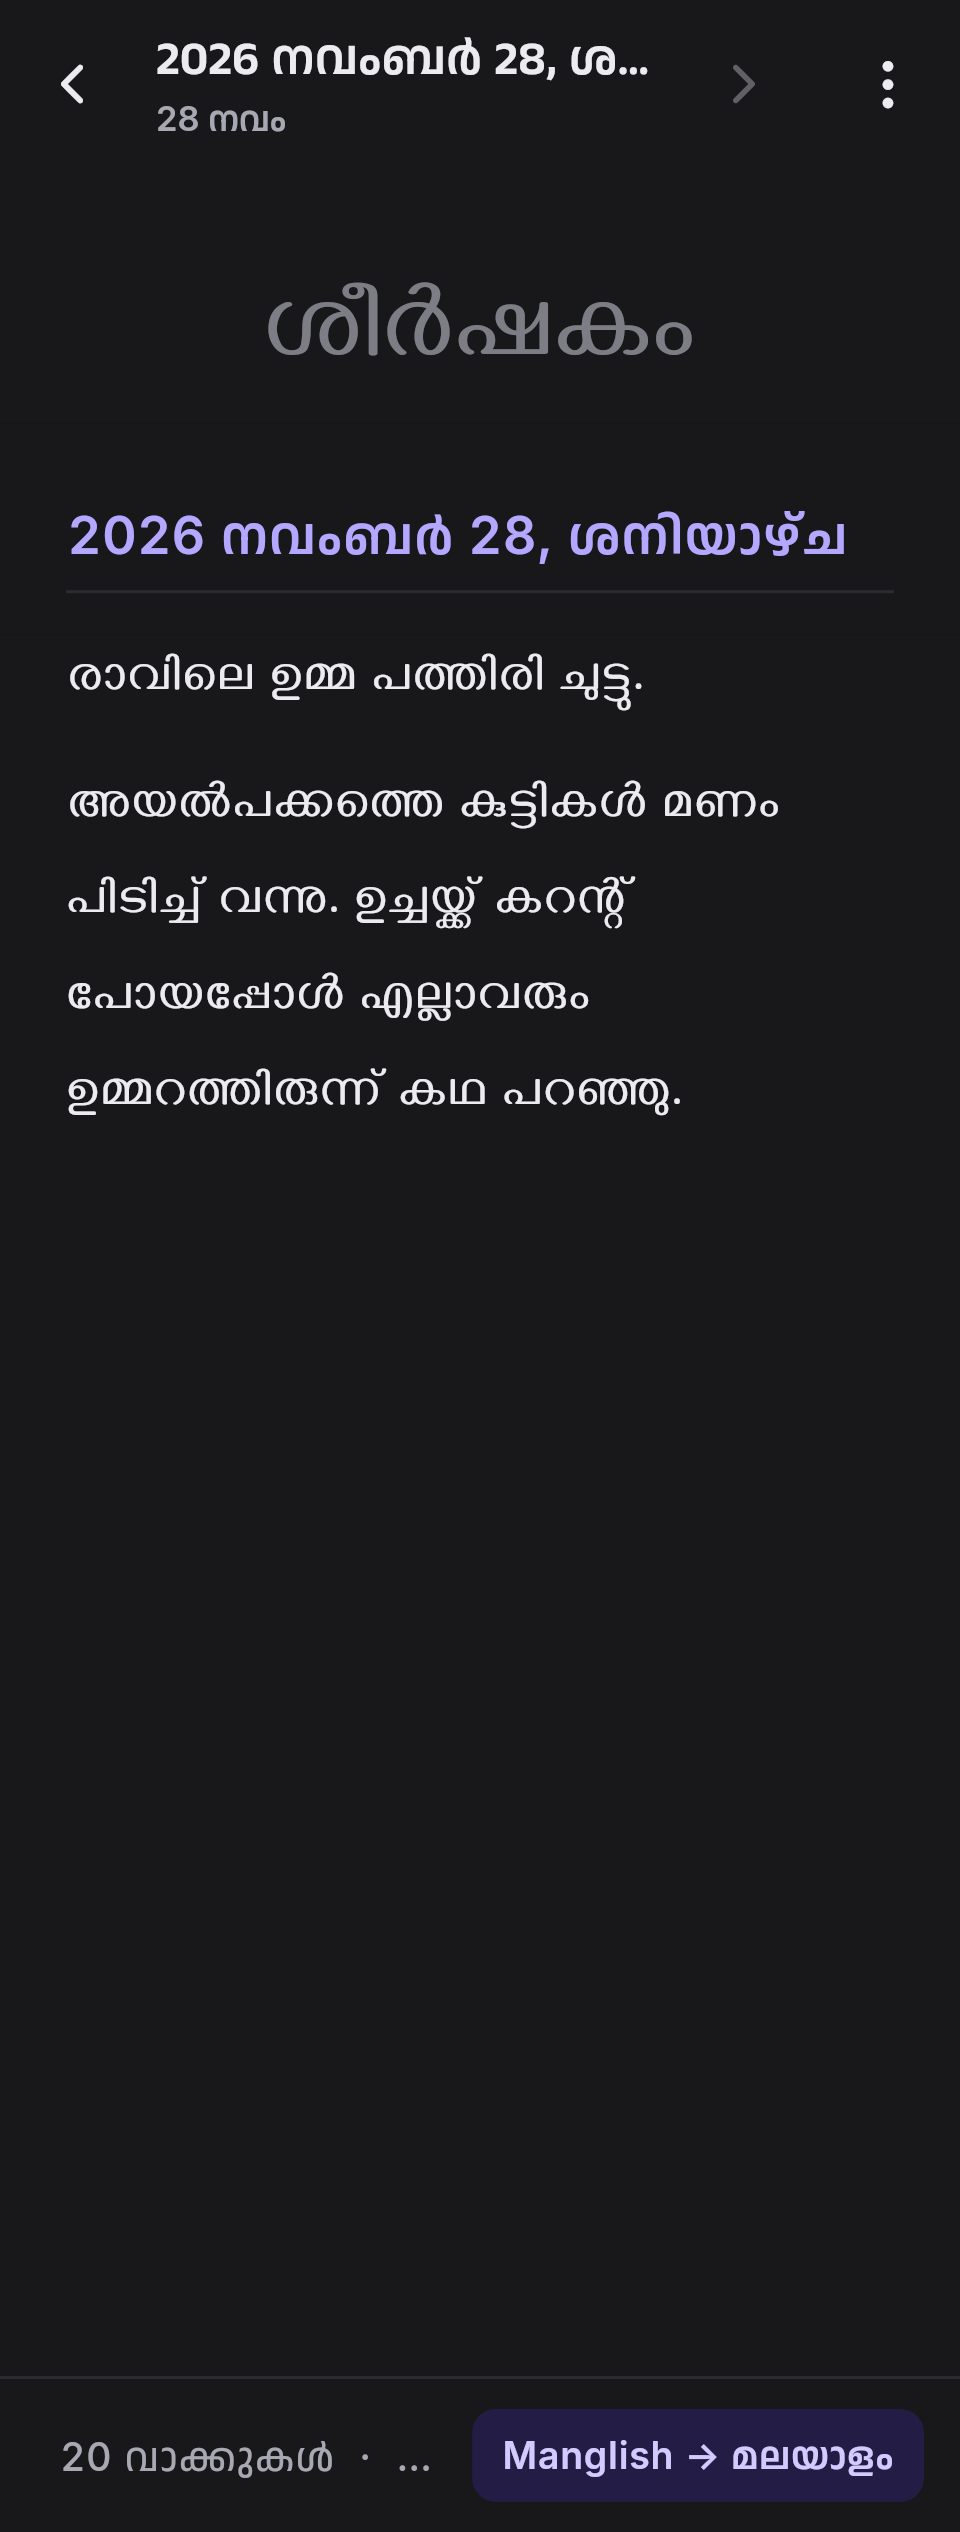 2026 നവംബർ 28, ശ...
28 നവം
ശീർഷകം
2026 നവംബർ 28, ശനിയാഴ്ച
രാവിലെ ഉമ്മ പത്തിരി ചുട്ടു.
അയൽപക്കത്തെ കുട്ടികൾ മണം
പിടിച്ച് വന്നു. ഉച്ചയ്ക്ക് കറന്റ്
പോയപ്പോൾ എല്ലാവരും
ഉമ്മറത്തിരുന്ന് കഥ പറഞ്ഞു.
20 വാക്കുകൾ · ...
Manglish → മലയാളം